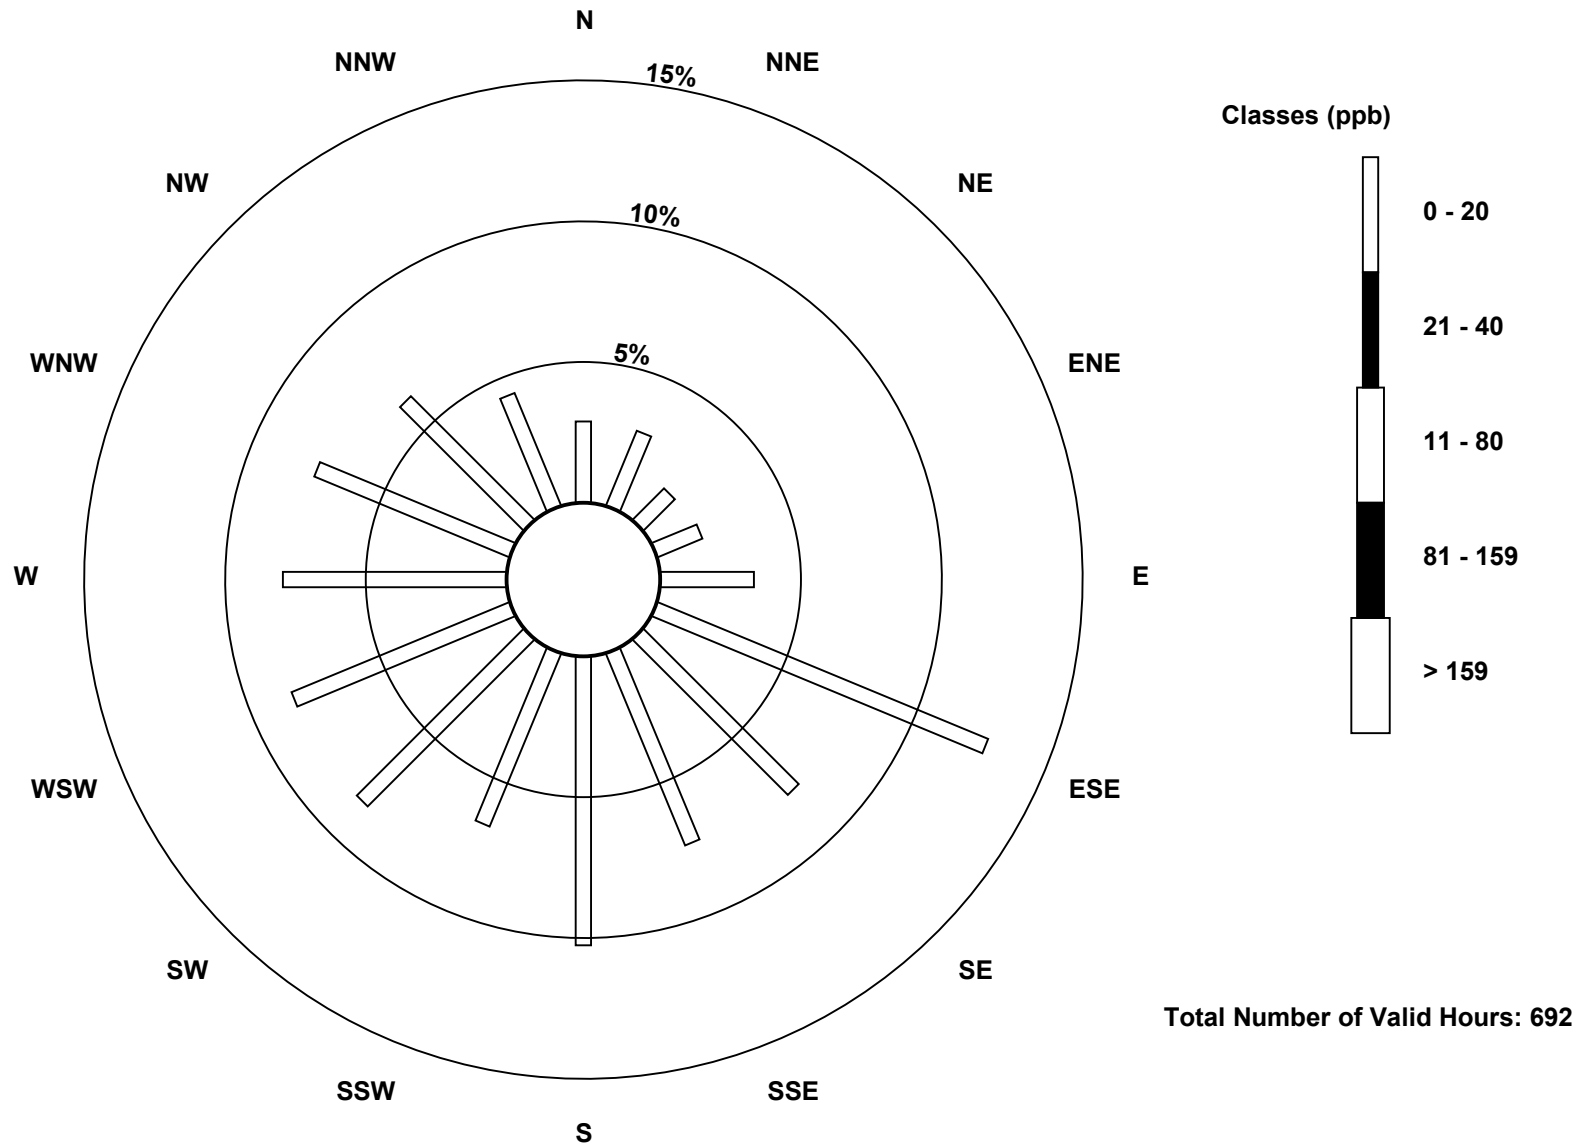 N
NNW
NNE
15%
Classes (ppb)
NW
NE
0 - 20
10%
21 - 40
5%
WNW
ENE
11 - 80
81 - 159
W
E
> 159
WSW
ESE
SW
SE
Total Number of Valid Hours: 692
SSW
SSE
S